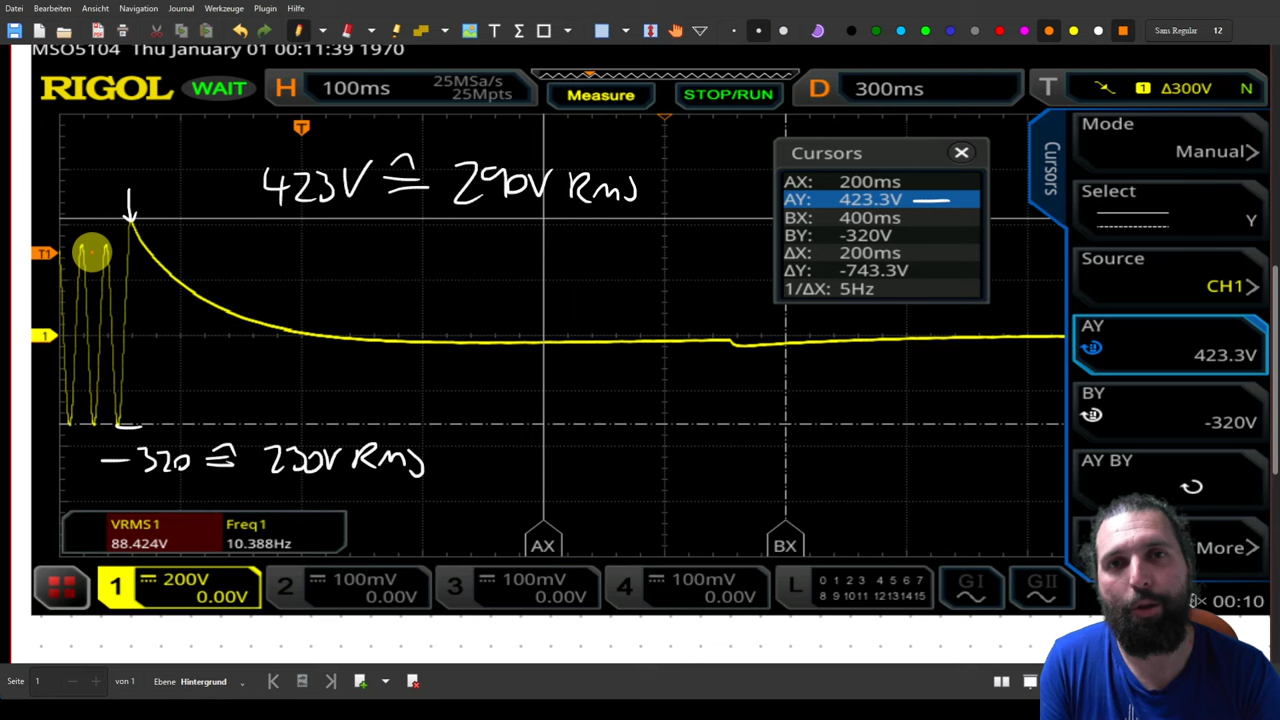 Datei Bearbeiten Ansicht Navigation Journal Werkzeuge Plugin Hilfe
Sans Regular 12
MSO5104 Thu January 01 00:11:39 1970
RIGOL WAIT H 100ms 25MSa/s 25Mpts Measure STOP/RUN D 300ms T 1 Δ300V N
T
Cursors
AX: 200ms
AY: 423.3V
BX: 400ms
BY: -320V
ΔX: 200ms
ΔY: -743.3V
1/ΔX: 5Hz
423V ≙ 290V Rms
T1
1
-320 ≙ 230V Rms
AX
BX
VRMS1 Freq1
88.424V 10.388Hz
Cursors
Mode
Manual
Select
Y
Source
CH1
AY
423.3V
BY
-320V
AY BY
More
1 200V 0.00V
2 100mV 0.00V
3 100mV 0.00V
4 100mV 0.00V
L 0 1 2 3 4 5 6 7
8 9 10 11 12 13 14 15
GI GII
00:10
Seite 1 von 1 Ebene Hintergrund